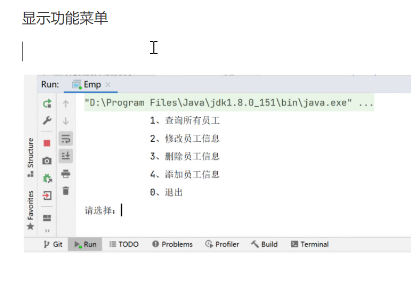 显示功能菜单
Run: Emp ×
"D:\Program Files\Java\jdk1.8.0_151\bin\java.exe" ...
1、查询所有员工
2、修改员工信息
3、删除员工信息
4、添加员工信息
0、退出
请选择:
Structure
Favorites
Git Run TODO Problems Profiler Build Terminal